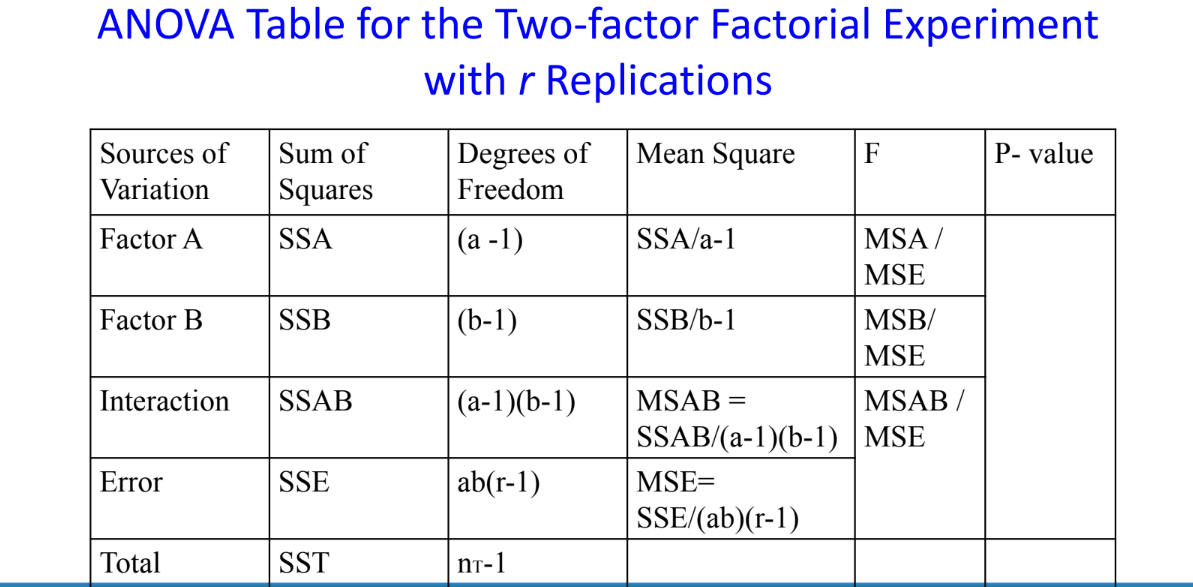 ANOVA Table for the Two-factor Factorial Experiment
with r Replications
Sources of Variation | Sum of Squares | Degrees of Freedom | Mean Square | F | P- value
Factor A | SSA | (a -1) | SSA/a-1 | MSA / MSE
Factor B | SSB | (b-1) | SSB/b-1 | MSB/ MSE
Interaction | SSAB | (a-1)(b-1) | MSAB = SSAB/(a-1)(b-1) | MSAB / MSE
Error | SSE | ab(r-1) | MSE= SSE/(ab)(r-1)
Total | SST | nT-1